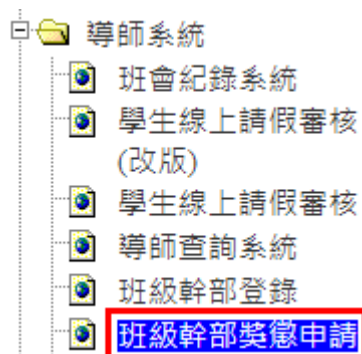 導師系統
班會紀錄系統
學生線上請假審核
(改版)
學生線上請假審核
導師查詢系統
班級幹部登錄
班級幹部獎懲申請